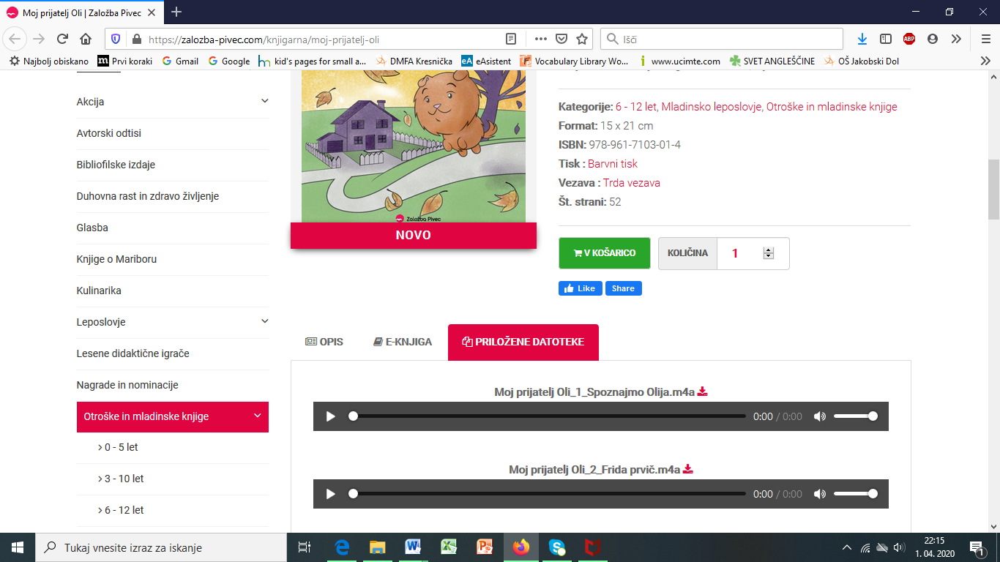 Moj prijatelj Oli | Založba Pivec
https://zalozba-pivec.com/knjigarna/moj-prijatelj-oli
Išči
ABP
Najbolj obiskano
Prvi koraki
Gmail
Google
kid's pages for small a...
DMFA Kresnička
eAsistent
Vocabulary Library Wo...
www.ucimte.com
SVET ANGLEŠČINE
OŠ Jakobski Dol
Akcija
Avtorski odtisi
Bibliofilske izdaje
Duhovna rast in zdravo življenje
Glasba
Knjige o Mariboru
Kulinarika
Leposlovje
Lesene didaktične igrače
Nagrade in nominacije
Otroške in mladinske knjige
0 - 5 let
3 - 10 let
6 - 12 let
Založba Pivec
NOVO
Kategorije: 6 - 12 let, Mladinsko leposlovje, Otroške in mladinske knjige
Format: 15 x 21 cm
ISBN: 978-961-7103-01-4
Tisk : Barvni tisk
Vezava : Trda vezava
Št. strani: 52
V KOŠARICO
KOLIČINA
1
Like
Share
OPIS
E-KNJIGA
PRILOŽENE DATOTEKE
Moj prijatelj Oli_1_Spoznajmo Olija.m4a
0:00 / 0:00
Moj prijatelj Oli_2_Frida prvič.m4a
0:00 / 0:00
Tukaj vnesite izraz za iskanje
22:15
1. 04. 2020
1